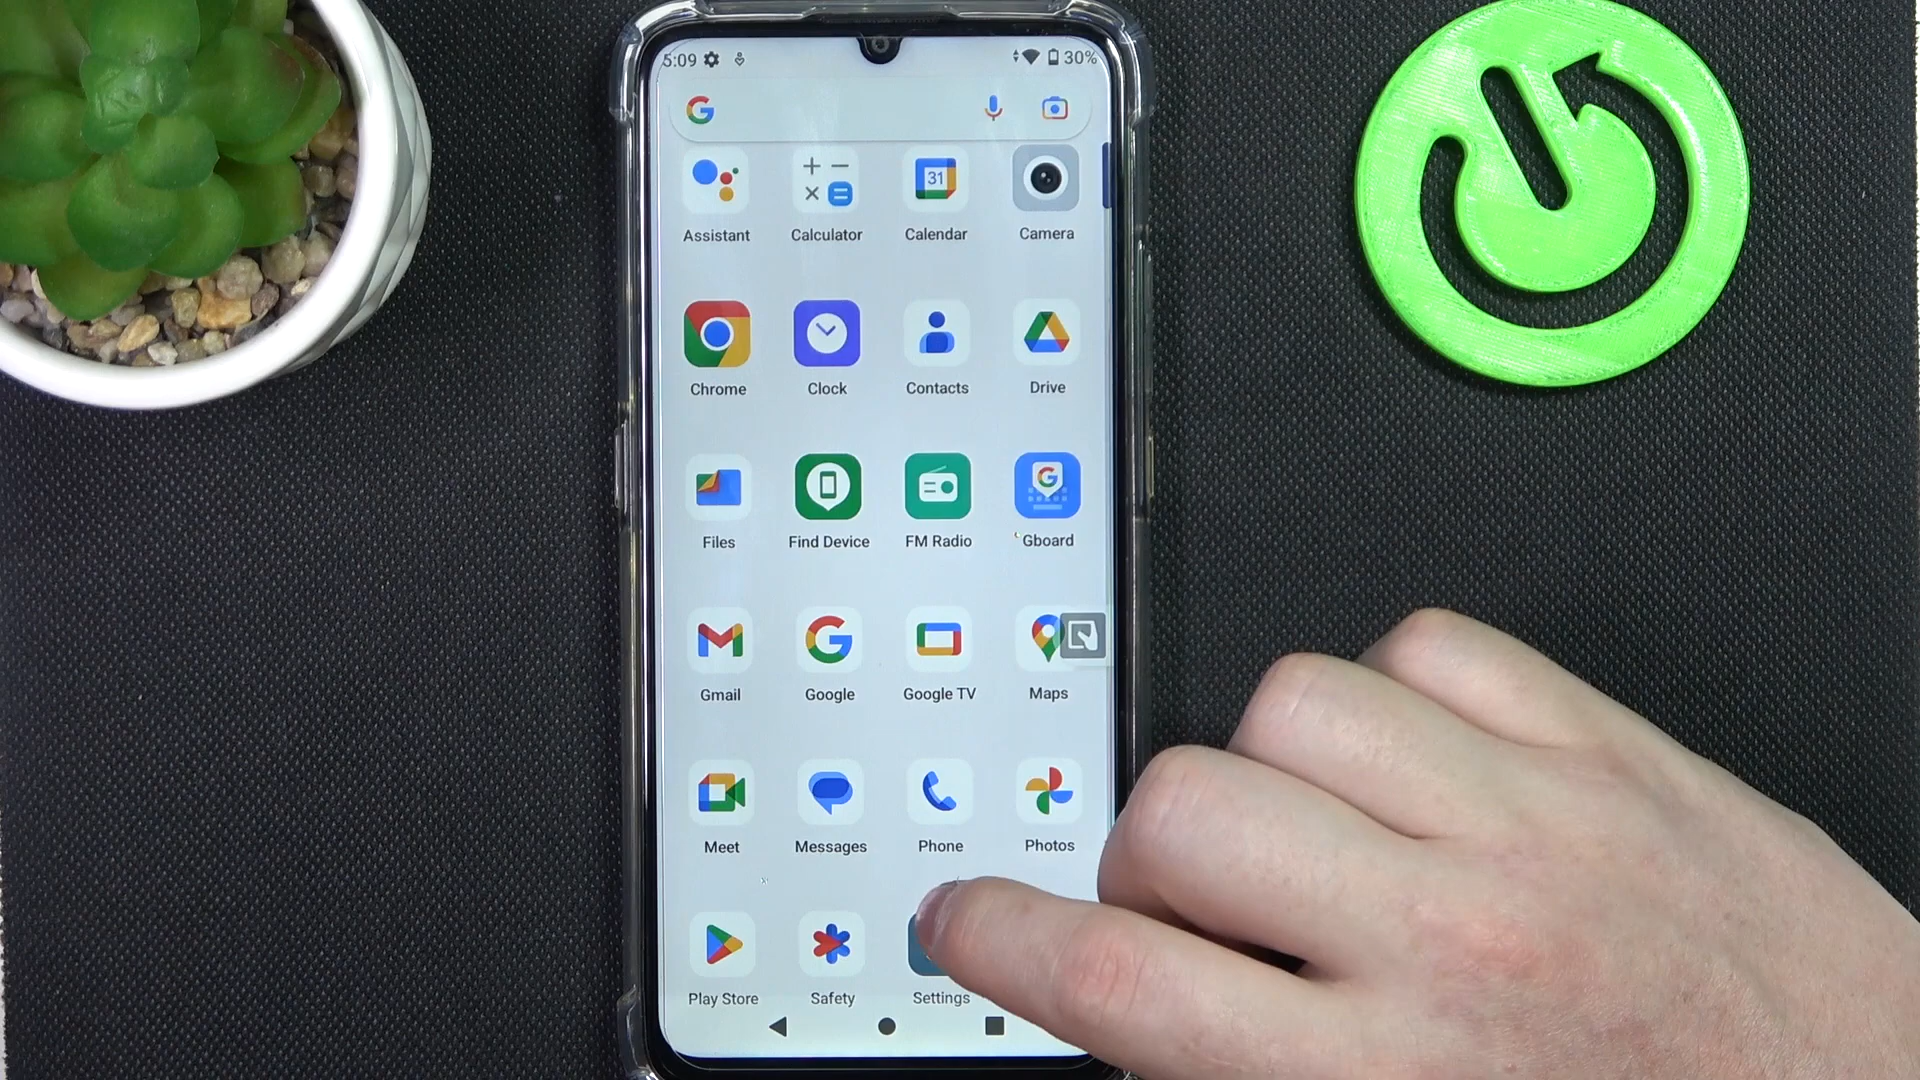 5:09 30%
31
Assistant Calculator Calendar Camera
Chrome Clock Contacts Drive
Files Find Device FM Radio Gboard
Gmail Google Google TV Maps
Meet Messages Phone Photos
Play Store Safety Settings